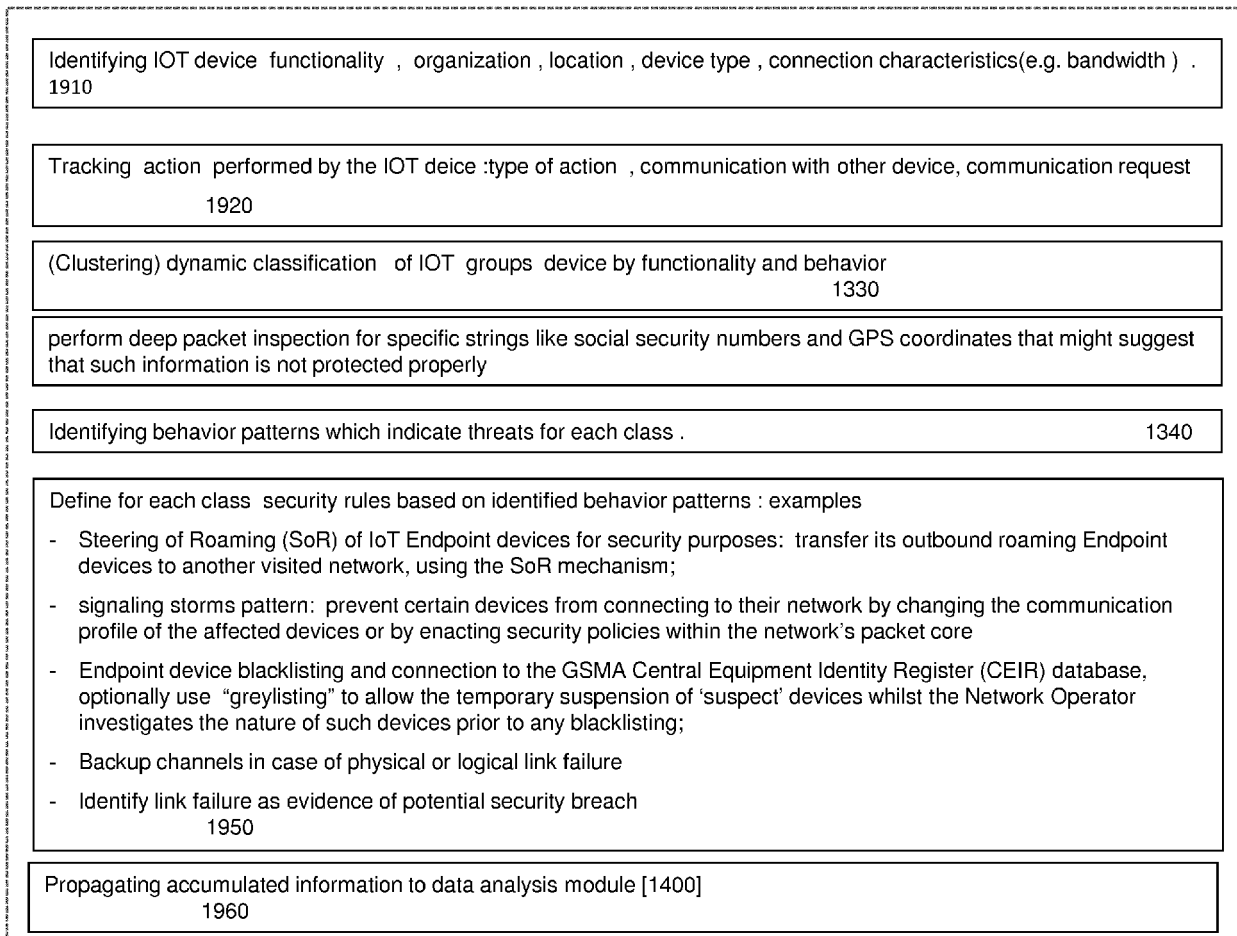 Identifying IOT device functionality , organization , location , device type , connection characteristics(e.g. bandwidth ) .
1910
Tracking action performed by the IOT deice :type of action , communication with other device, communication request
1920
(Clustering) dynamic classification of IOT groups device by functionality and behavior
1330
perform deep packet inspection for specific strings like social security numbers and GPS coordinates that might suggest
that such information is not protected properly
Identifying behavior patterns which indicate threats for each class . 1340
Define for each class security rules based on identified behavior patterns : examples
- Steering of Roaming (SoR) of IoT Endpoint devices for security purposes: transfer its outbound roaming Endpoint
devices to another visited network, using the SoR mechanism;
- signaling storms pattern: prevent certain devices from connecting to their network by changing the communication
profile of the affected devices or by enacting security policies within the network's packet core
- Endpoint device blacklisting and connection to the GSMA Central Equipment Identity Register (CEIR) database,
optionally use “greylisting” to allow the temporary suspension of ‘suspect’ devices whilst the Network Operator
investigates the nature of such devices prior to any blacklisting;
- Backup channels in case of physical or logical link failure
- Identify link failure as evidence of potential security breach
1950
Propagating accumulated information to data analysis module [1400]
1960